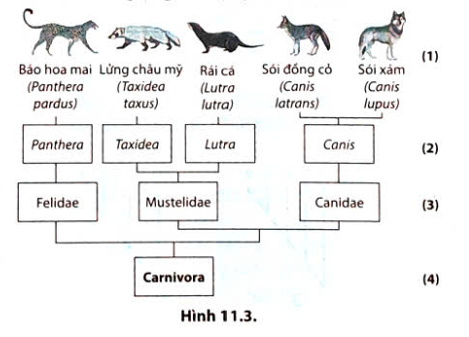 (1)
Báo hoa mai Lửng châu mỹ Rái cá Sói đồng cỏ Sói xám
(Panthera pardus) (Taxidea taxus) (Lutra lutra) (Canis latrans) (Canis lupus)
Panthera Taxidea Lutra Canis (2)
Felidae Mustelidae Canidae (3)
Carnivora (4)
Hình 11.3.